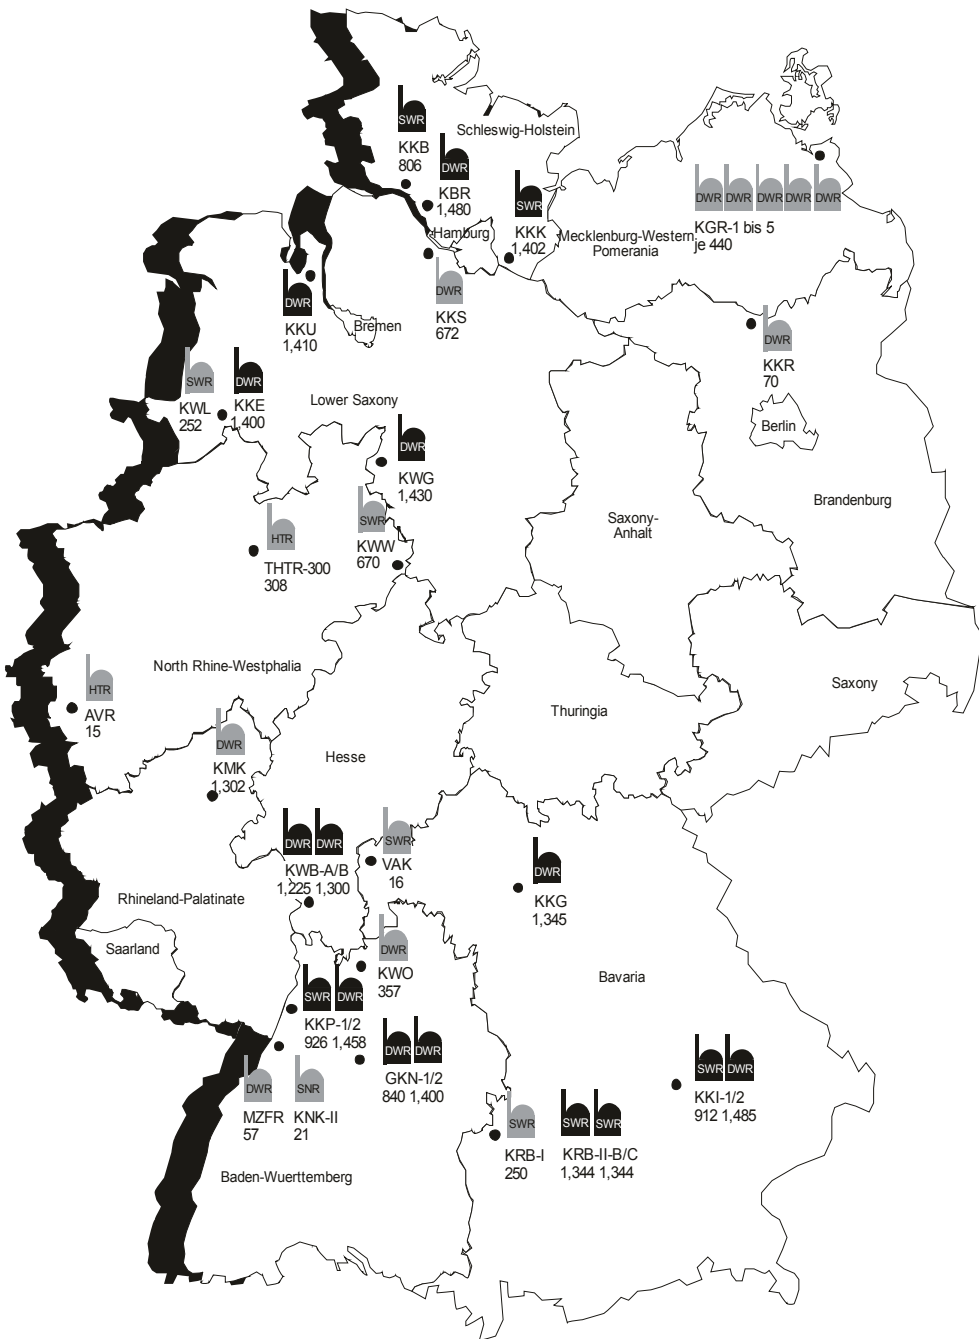 SWR
KKB
806
Schleswig-Holstein
DWR
KBR
1,480
SWR
KKK
1,402
Hamburg
Mecklenburg-Western
Pomerania
DWR DWR DWR DWR DWR
KGR-1 bis 5
je 440
DWR
KKU
1,410
Bremen
DWR
KKS
672
DWR
KKR
70
Berlin
SWR
KWL
252
DWR
KKE
1,400
Lower Saxony
DWR
KWG
1,430
Brandenburg
Saxony-
Anhalt
HTR
THTR-300
308
SWR
KWW
670
North Rhine-Westphalia
HTR
AVR
15
Saxony
Thuringia
DWR
KMK
1,302
Hesse
DWR DWR
KWB-A/B
1,225 1,300
SWR
VAK
16
DWR
KKG
1,345
Rhineland-Palatinate
Saarland
DWR
KWO
357
Bavaria
SWR DWR
KKP-1/2
926 1,458
DWR DWR
GKN-1/2
840 1,400
SWR DWR
KKI-1/2
912 1,485
DWR
MZFR
57
SNR
KNK-II
21
SWR
KRB-I
250
SWR SWR
KRB-II-B/C
1,344 1,344
Baden-Wuerttemberg